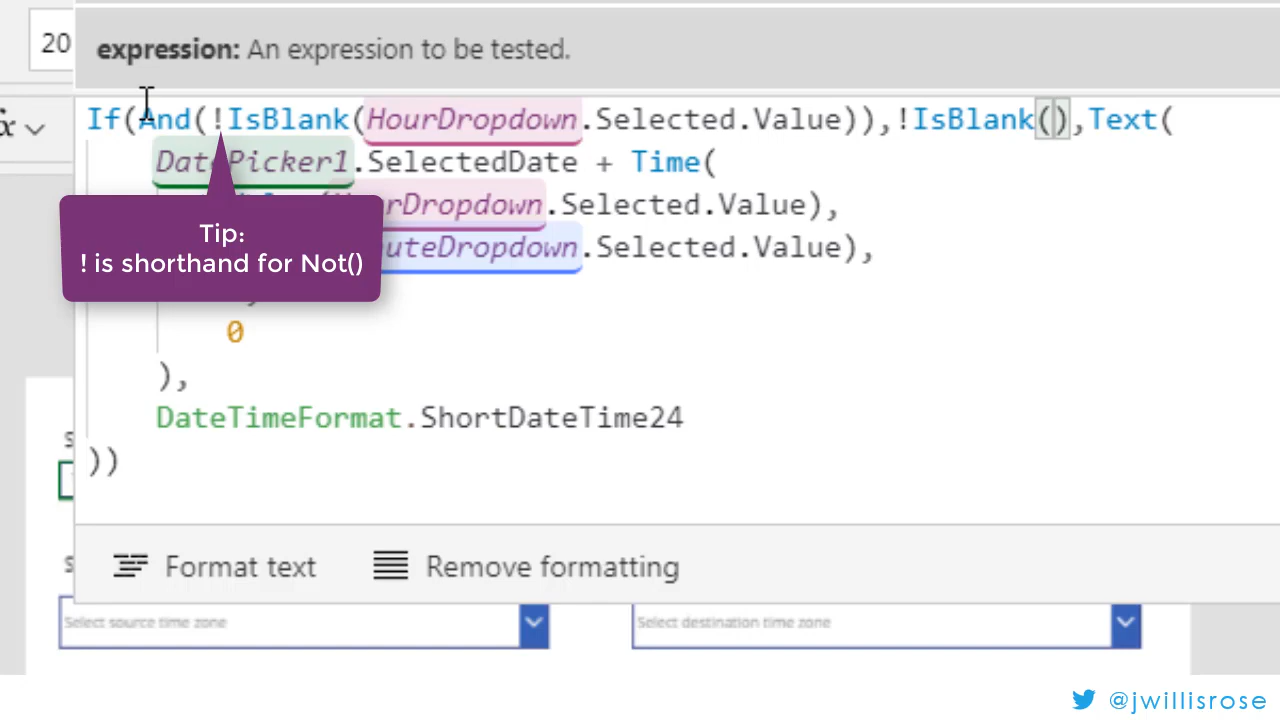 20
expression: An expression to be tested.
If(And(!IsBlank(HourDropdown.Selected.Value)),!IsBlank(),Text(
DatePicker1.SelectedDate + Time(
rDropdown.Selected.Value),
uteDropdown.Selected.Value),
Tip:
! is shorthand for Not()
0
),
DateTimeFormat.ShortDateTime24
))
Format text Remove formatting
Select source time zone Select destination time zone
@jwillisrose